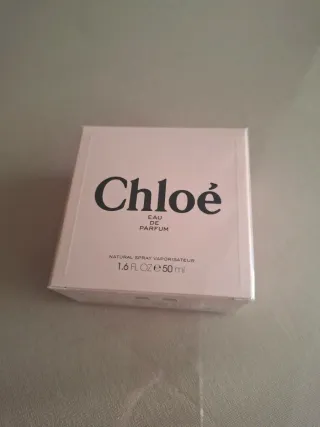 Chloé
EAU
DE
PARFUM
NATURAL SPRAY VAPORISATEUR
1.6 FL OZ e 50 ml